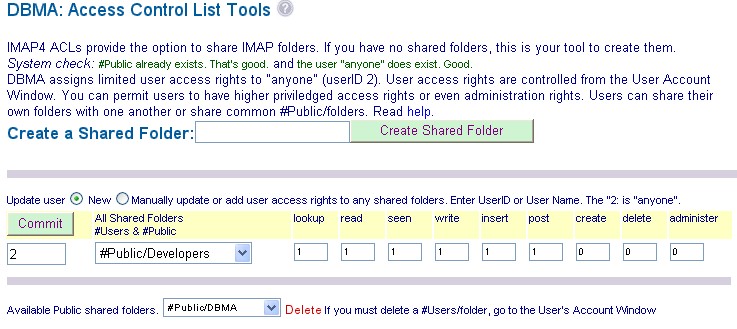 DBMA: Access Control List Tools ?
IMAP4 ACLs provide the option to share IMAP folders. If you have no shared folders, this is your tool to create them.
System check: #Public already exists. That's good. and the user "anyone" does exist. Good.
DBMA assigns limited user access rights to "anyone" (userID 2). User access rights are controlled from the User Account
Window. You can permit users to have higher priviledged access rights or even administration rights. Users can share their
own folders with one another or share common #Public/folders. Read help.
Create a Shared Folder: Create Shared Folder
Update user New Manually update or add user access rights to any shared folders. Enter UserID or User Name. The "2: is "anyone".
Commit All Shared Folders lookup read seen write insert post create delete administer
#Users & #Public
2 #Public/Developers 1 1 1 1 1 1 0 0 0
Available Public shared folders. #Public/DBMA Delete If you must delete a #Users/folder, go to the User's Account Window